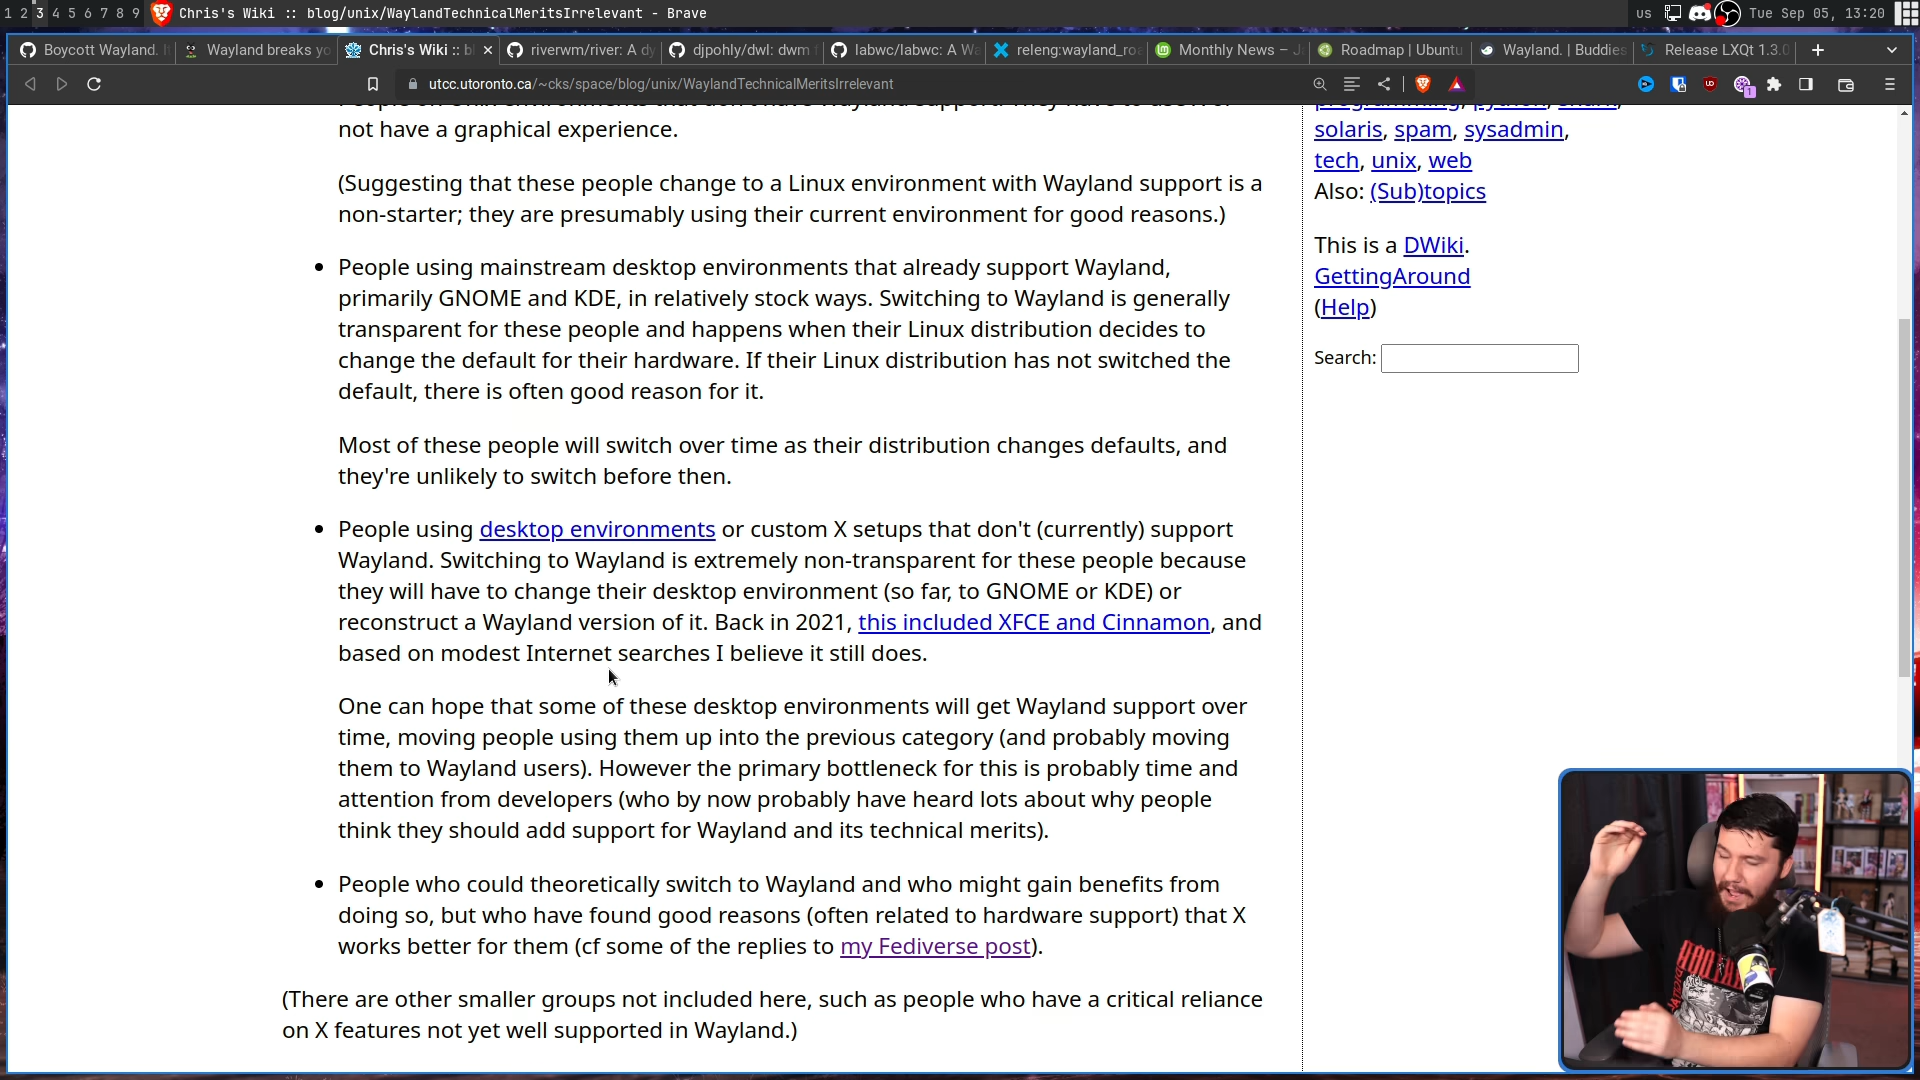 1 2 3 4 5 6 7 8 9 Chris's Wiki :: blog/unix/WaylandTechnicalMeritsIrrelevant - Brave us Tue Sep 05, 13:20
Boycott Wayland. I Wayland breaks yo Chris's Wiki :: bl riverwm/river: A dy djpohly/dwl: dwm labwc/labwc: A Wa releng:wayland_roa Monthly News – J Roadmap | Ubuntu Wayland. | Buddies Release LXQt 1.3.0
utcc.utoronto.ca/~cks/space/blog/unix/WaylandTechnicalMeritsIrrelevant
not have a graphical experience.
(Suggesting that these people change to a Linux environment with Wayland support is a
non-starter; they are presumably using their current environment for good reasons.)
• People using mainstream desktop environments that already support Wayland,
primarily GNOME and KDE, in relatively stock ways. Switching to Wayland is generally
transparent for these people and happens when their Linux distribution decides to
change the default for their hardware. If their Linux distribution has not switched the
default, there is often good reason for it.
Most of these people will switch over time as their distribution changes defaults, and
they're unlikely to switch before then.
• People using desktop environments or custom X setups that don't (currently) support
Wayland. Switching to Wayland is extremely non-transparent for these people because
they will have to change their desktop environment (so far, to GNOME or KDE) or
reconstruct a Wayland version of it. Back in 2021, this included XFCE and Cinnamon, and
based on modest Internet searches I believe it still does.
One can hope that some of these desktop environments will get Wayland support over
time, moving people using them up into the previous category (and probably moving
them to Wayland users). However the primary bottleneck for this is probably time and
attention from developers (who by now probably have heard lots about why people
think they should add support for Wayland and its technical merits).
• People who could theoretically switch to Wayland and who might gain benefits from
doing so, but who have found good reasons (often related to hardware support) that X
works better for them (cf some of the replies to my Fediverse post).
(There are other smaller groups not included here, such as people who have a critical reliance
on X features not yet well supported in Wayland.)
programming, python, snark,
solaris, spam, sysadmin,
tech, unix, web
Also: (Sub)topics
This is a DWiki.
GettingAround
(Help)
Search: